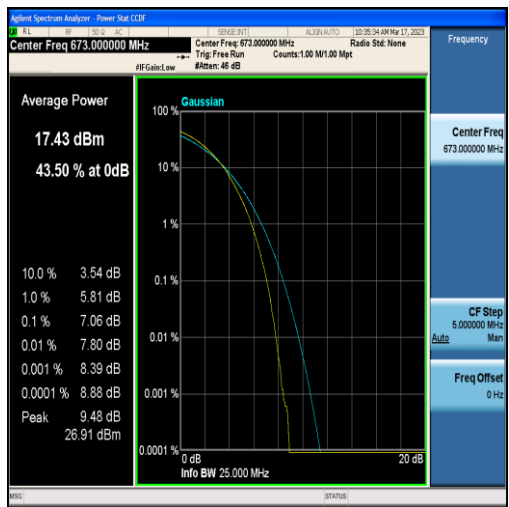 Agilent Spectrum Analyzer - Power Stat CCDF
RL RF 50 Ω AC SENSE:INT ALIGN AUTO 10:35:34 AM Mar 17, 2023
Center Freq 673.000000 MHz
Center Freq: 673.000000 MHz Radio Std: None
Trig: Free Run Counts:1.00 M/1.00 Mpt
#IFGain:Low #Atten: 46 dB
Frequency
Average Power
17.43 dBm
43.50 % at 0dB
10.0 % 3.54 dB
1.0 % 5.81 dB
0.1 % 7.06 dB
0.01 % 7.80 dB
0.001 % 8.39 dB
0.0001 % 8.88 dB
Peak 9.48 dB
26.91 dBm
Gaussian
100 %
10 %
1 %
0.1 %
0.01 %
0.001 %
0.0001 %
0 dB 20 dB
Info BW 25.000 MHz
Center Freq
673.000000 MHz
CF Step
5.000000 MHz
Auto Man
Freq Offset
0 Hz
MSG STATUS